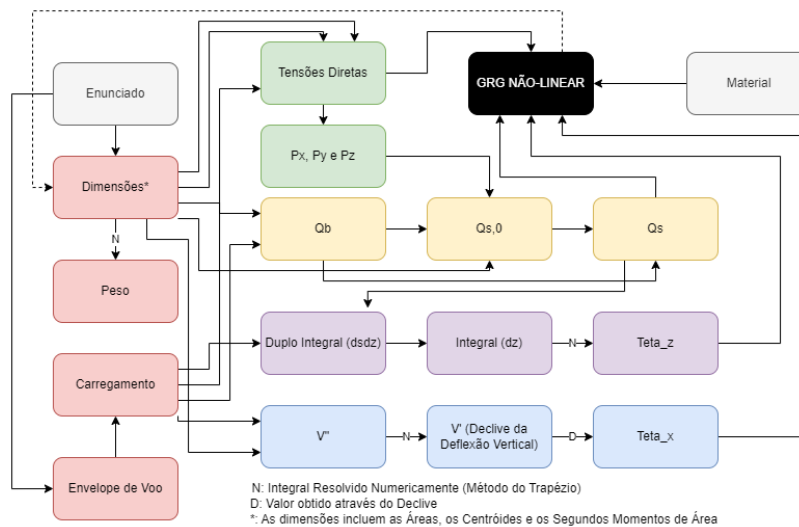 Enunciado
Tensões Diretas
GRG NÃO-LINEAR
Material
Dimensões*
Px, Py e Pz
N
Qb
Qs,0
Qs
Peso
Carregamento
Duplo Integral (dsdz)
Integral (dz)
N
Teta_z
V''
N
V' (Declive da
Deflexão Vertical)
D
Teta_x
Envelope de Voo
N: Integral Resolvido Numericamente (Método do Trapézio)
D: Valor obtido através do Declive
*: As dimensões incluem as Áreas, os Centróides e os Segundos Momentos de Área